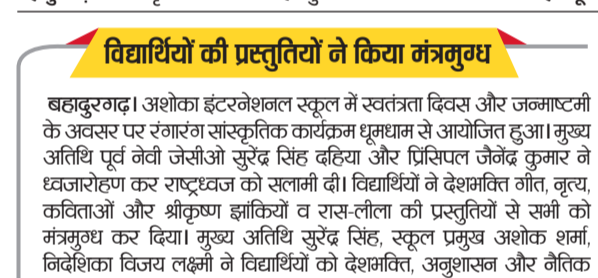 विद्यार्थियों की प्रस्तुतियों ने किया मंत्रमुग्ध
बहादुरगढ़। अशोका इंटरनेशनल स्कूल में स्वतंत्रता दिवस और जन्माष्टमी
के अवसर पर रंगारंग सांस्कृतिक कार्यक्रम धूमधाम से आयोजित हुआ। मुख्य
अतिथि पूर्व नेवी जेसीओ सुरेंद्र सिंह दहिया और प्रिंसिपल जैनेंद्र कुमार ने
ध्वजारोहण कर राष्ट्रध्वज को सलामी दी। विद्यार्थियों ने देशभक्ति गीत, नृत्य,
कविताओं और श्रीकृष्ण झांकियों व रास-लीला की प्रस्तुतियों से सभी को
मंत्रमुग्ध कर दिया। मुख्य अतिथि सुरेंद्र सिंह, स्कूल प्रमुख अशोक शर्मा,
निदेशिका विजय लक्ष्मी ने विद्यार्थियों को देशभक्ति, अनुशासन और नैतिक